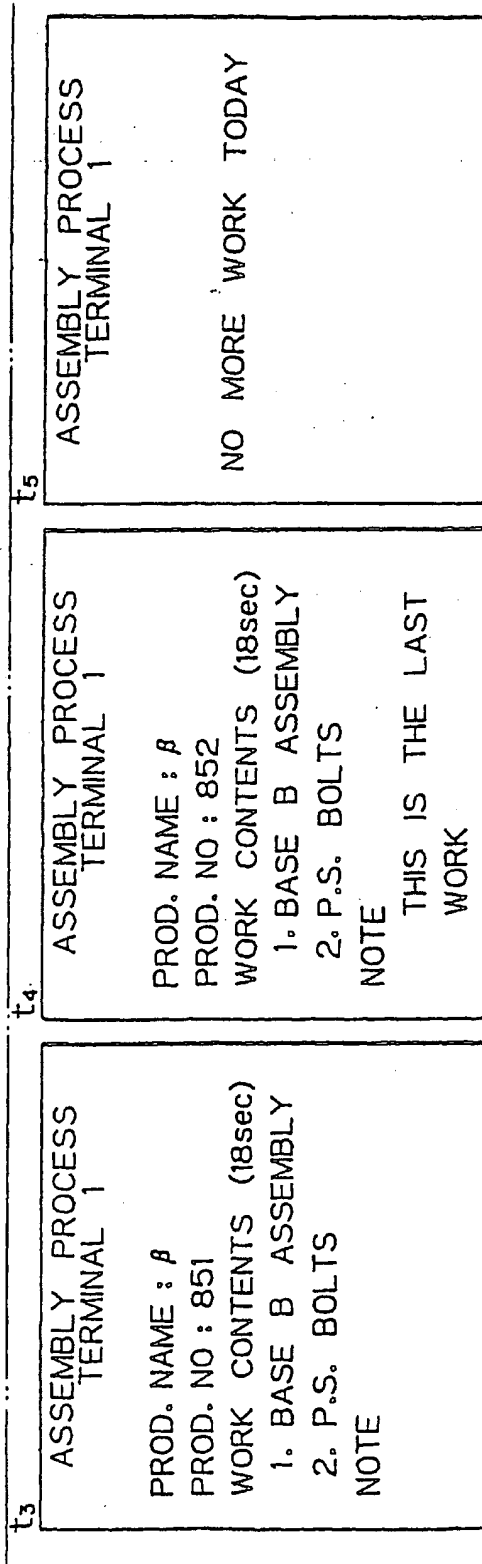 t3
ASSEMBLY PROCESS
TERMINAL 1
PROD. NAME : β
PROD. NO : 851
WORK CONTENTS (18sec)
1. BASE B ASSEMBLY
2. P.S. BOLTS
NOTE
t4
ASSEMBLY PROCESS
TERMINAL 1
PROD. NAME : β
PROD. NO : 852
WORK CONTENTS (18sec)
1. BASE B ASSEMBLY
2. P.S. BOLTS
NOTE
THIS IS THE LAST
WORK
t5
ASSEMBLY PROCESS
TERMINAL 1
NO MORE WORK TODAY